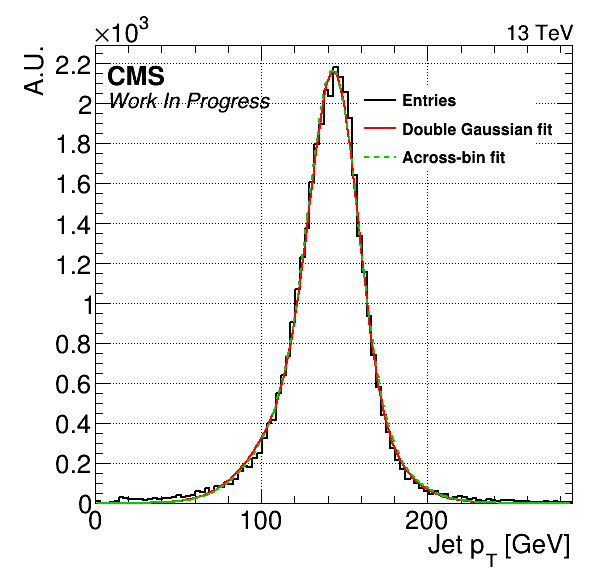 ×10³
13 TeV
A.U.
CMS
Work In Progress
Entries
Double Gaussian fit
Across-bin fit
2.2
2
1.8
1.6
1.4
1.2
1
0.8
0.6
0.4
0.2
0
0 100 200
Jet p_T [GeV]